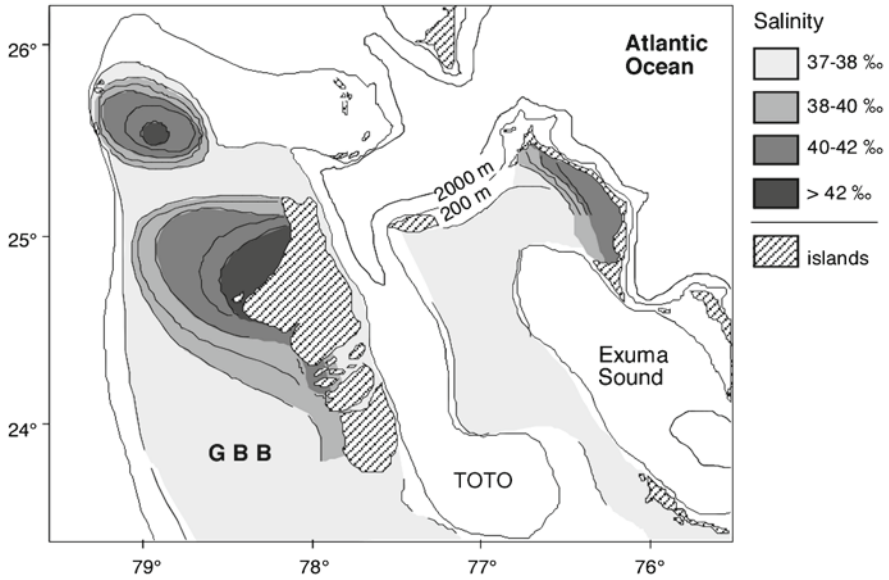 Salinity
37-38 ‰
38-40 ‰
40-42 ‰
> 42 ‰
islands
26°
25°
24°
79°
78°
77°
76°
Atlantic
Ocean
2000 m
200 m
Exuma
Sound
G B B
TOTO